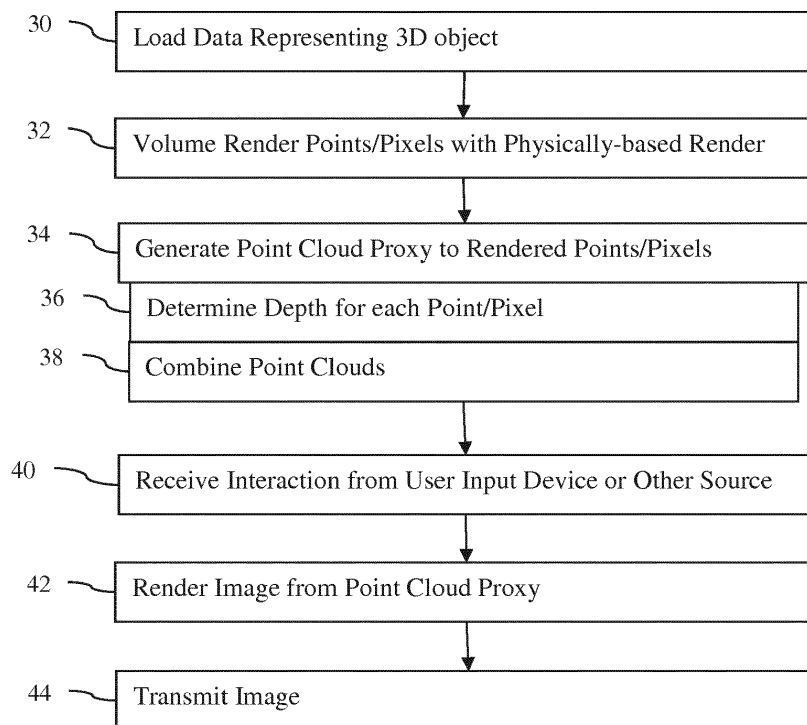 30 Load Data Representing 3D object
32 Volume Render Points/Pixels with Physically-based Render
34 Generate Point Cloud Proxy to Rendered Points/Pixels
36 Determine Depth for each Point/Pixel
38 Combine Point Clouds
40 Receive Interaction from User Input Device or Other Source
42 Render Image from Point Cloud Proxy
44 Transmit Image